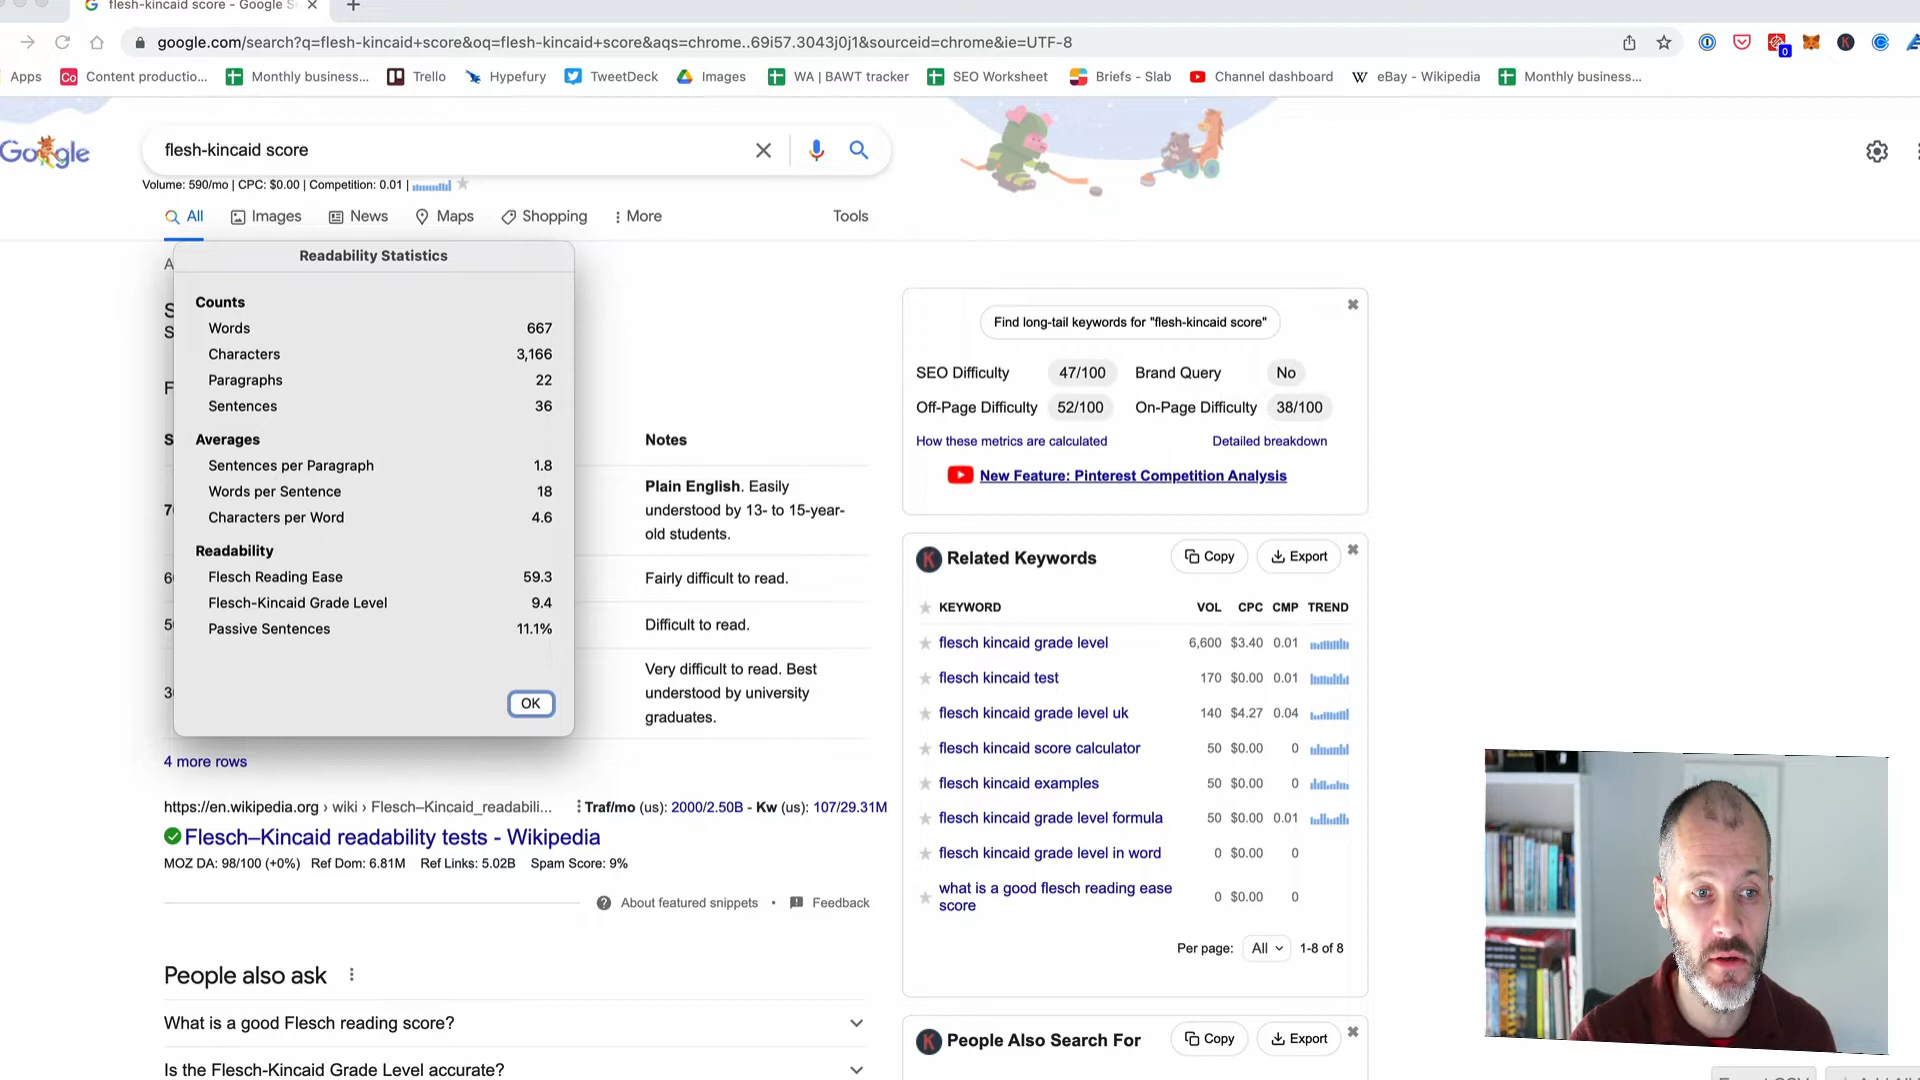 flesh-kincaid score - Google S
google.com/search?q=flesh-kincaid+score&oq=flesh-kincaid+score&aqs=chrome..69i57.3043j0j1&sourceid=chrome&ie=UTF-8
0
Apps
Co Content productio...
Monthly business...
Trello
Hypefury
TweetDeck
Images
WA | BAWT tracker
SEO Worksheet
Briefs - Slab
Channel dashboard
W eBay - Wikipedia
Monthly business...
Google
flesh-kincaid score
Volume: 590/mo | CPC: $0.00 | Competition: 0.01 |
All
Images
News
Maps
Shopping
More
Tools
Readability Statistics
Counts
Words 667
Characters 3,166
Paragraphs 22
Sentences 36
Averages
Sentences per Paragraph 1.8
Words per Sentence 18
Characters per Word 4.6
Readability
Flesch Reading Ease 59.3
Flesch-Kincaid Grade Level 9.4
Passive Sentences 11.1%
OK
Notes
Plain English. Easily
understood by 13- to 15-year-
old students.
Fairly difficult to read.
Difficult to read.
Very difficult to read. Best
understood by university
graduates.
4 more rows
https://en.wikipedia.org › wiki › Flesch–Kincaid_readabili...
Traf/mo (us): 2000/2.50B - Kw (us): 107/29.31M
Flesch–Kincaid readability tests - Wikipedia
MOZ DA: 98/100 (+0%) Ref Dom: 6.81M Ref Links: 5.02B Spam Score: 9%
About featured snippets • Feedback
People also ask
What is a good Flesch reading score?
Is the Flesch-Kincaid Grade Level accurate?
Find long-tail keywords for "flesh-kincaid score"
SEO Difficulty 47/100 Brand Query No
Off-Page Difficulty 52/100 On-Page Difficulty 38/100
How these metrics are calculated Detailed breakdown
New Feature: Pinterest Competition Analysis
K Related Keywords Copy Export
KEYWORD VOL CPC CMP TREND
flesch kincaid grade level 6,600 $3.40 0.01
flesch kincaid test 170 $0.00 0.01
flesch kincaid grade level uk 140 $4.27 0.04
flesch kincaid score calculator 50 $0.00 0
flesch kincaid examples 50 $0.00 0
flesch kincaid grade level formula 50 $0.00 0.01
flesch kincaid grade level in word 0 $0.00 0
what is a good flesch reading ease
score 0 $0.00 0
Per page: All 1-8 of 8
K People Also Search For Copy Export